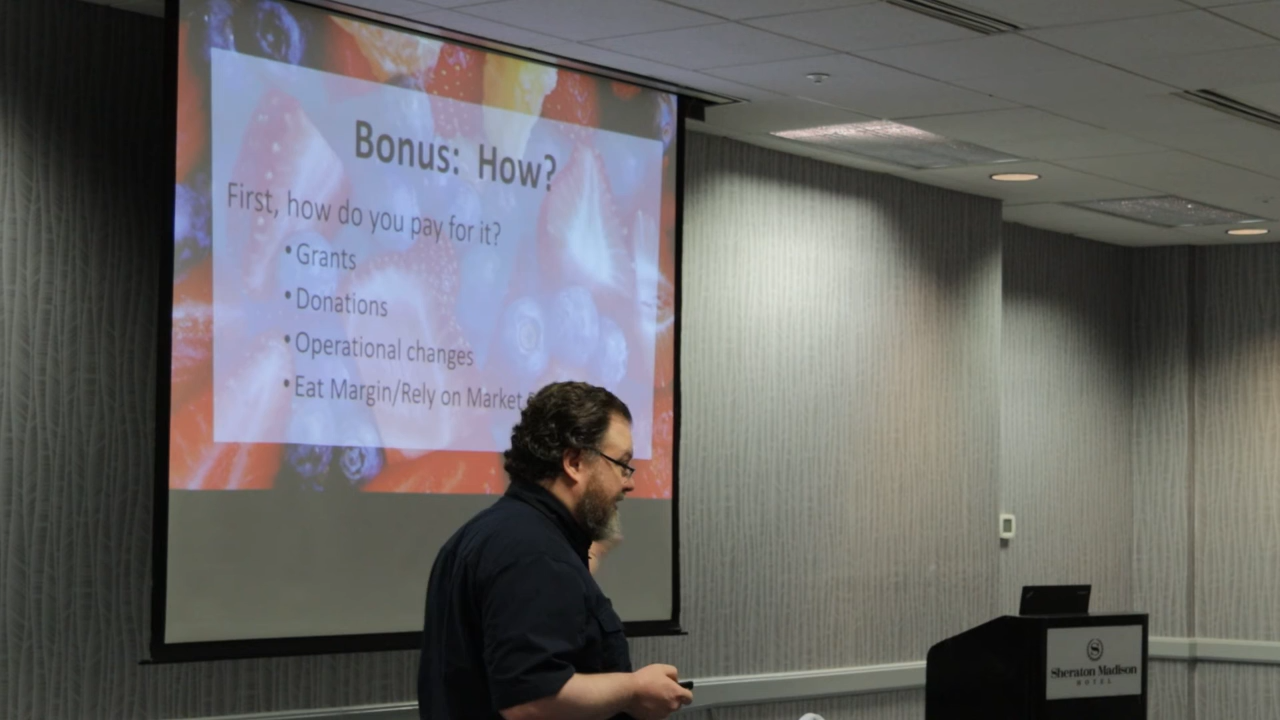 Bonus: How?
First, how do you pay for it?
•Grants
•Donations
•Operational changes
•Eat Margin/Rely on Market
S
Sheraton Madison
HOTEL